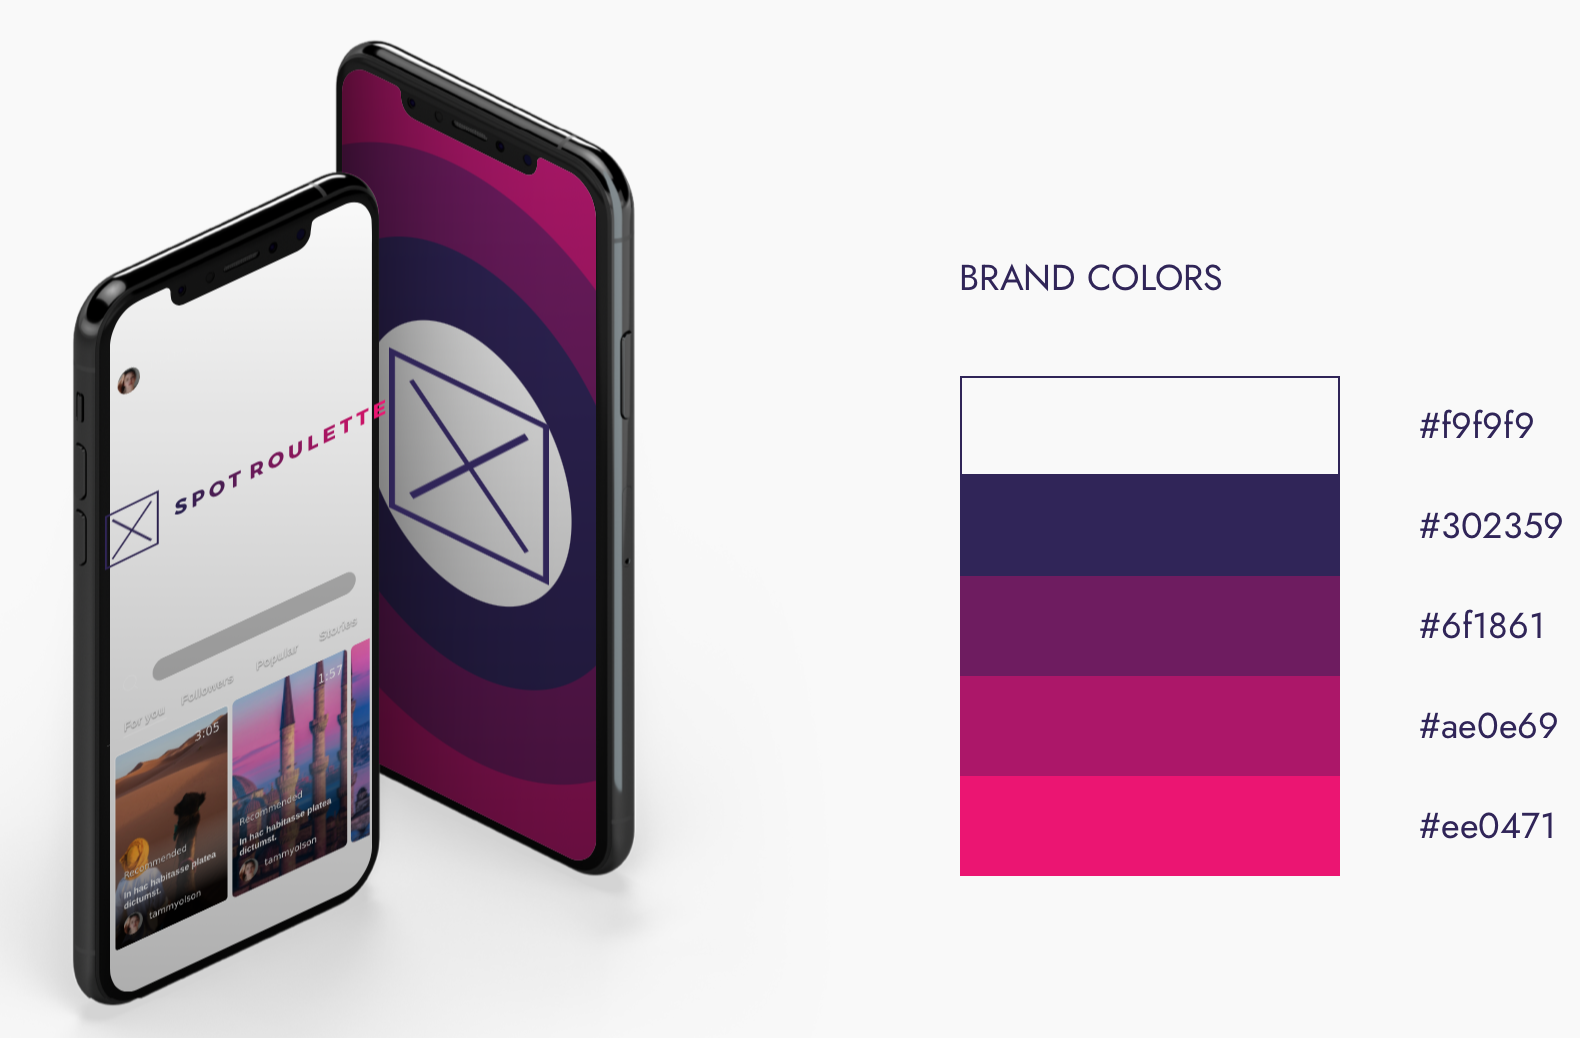 SPOT ROULETTE
For you Followers Popular Stories
3:05
Recommended
In hac habitasse platea
dictumst.
tammyolson
1:57
Recommended
In hac habitasse platea
dictumst.
tammyolson
BRAND COLORS
#f9f9f9
#302359
#6f1861
#ae0e69
#ee0471